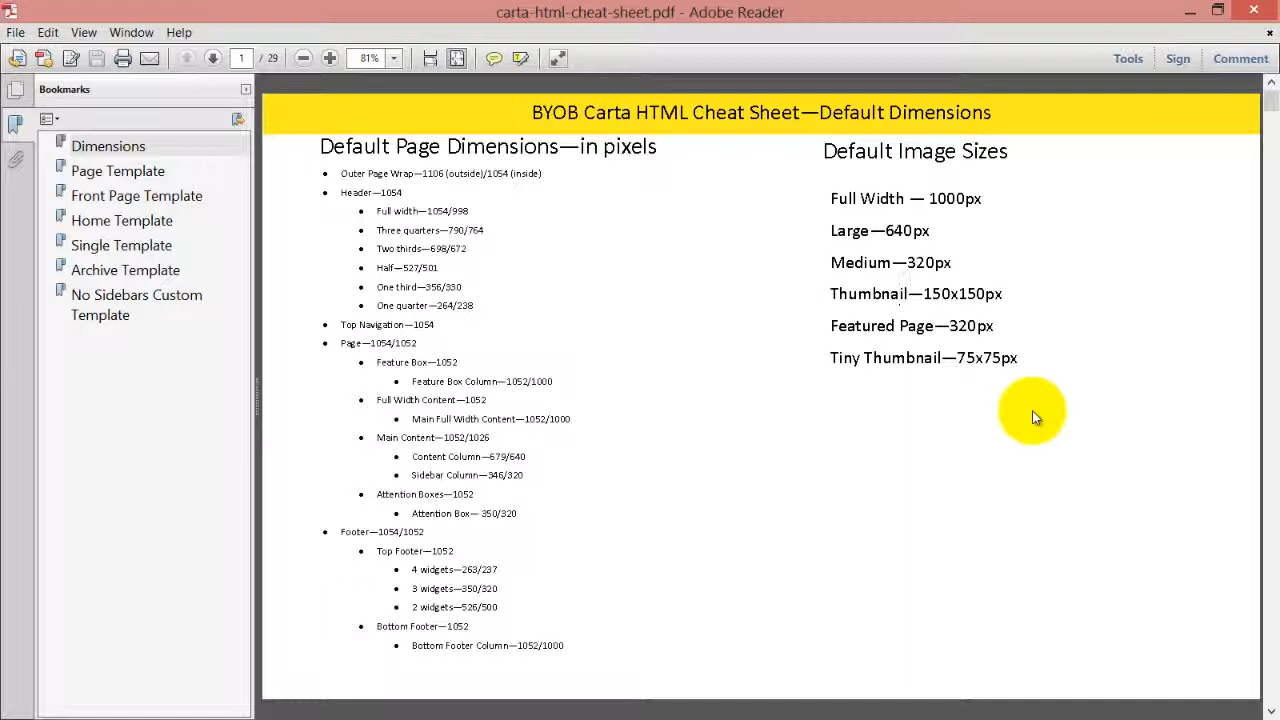 carta-html-cheat-sheet.pdf - Adobe Reader
File Edit View Window Help
1 / 29
81%
Tools Sign Comment
Bookmarks
Dimensions
Page Template
Front Page Template
Home Template
Single Template
Archive Template
No Sidebars Custom
Template
BYOB Carta HTML Cheat Sheet—Default Dimensions
Default Page Dimensions—in pixels
• Outer Page Wrap—1106 (outside)/1054 (inside)
• Header—1054
• Full width—1054/998
• Three quarters—790/764
• Two thirds—698/672
• Half—527/501
• One third—356/330
• One quarter—264/238
• Top Navigation—1054
• Page—1054/1052
• Feature Box—1052
• Feature Box Column—1052/1000
• Full Width Content—1052
• Main Full Width Content—1052/1000
• Main Content—1052/1026
• Content Column—679/640
• Sidebar Column—346/320
• Attention Boxes—1052
• Attention Box— 350/320
• Footer—1054/1052
• Top Footer—1052
• 4 widgets—263/237
• 3 widgets—350/320
• 2 widgets—526/500
• Bottom Footer—1052
• Bottom Footer Column—1052/1000
Default Image Sizes
Full Width — 1000px
Large—640px
Medium—320px
Thumbnail—150x150px
Featured Page—320px
Tiny Thumbnail—75x75px